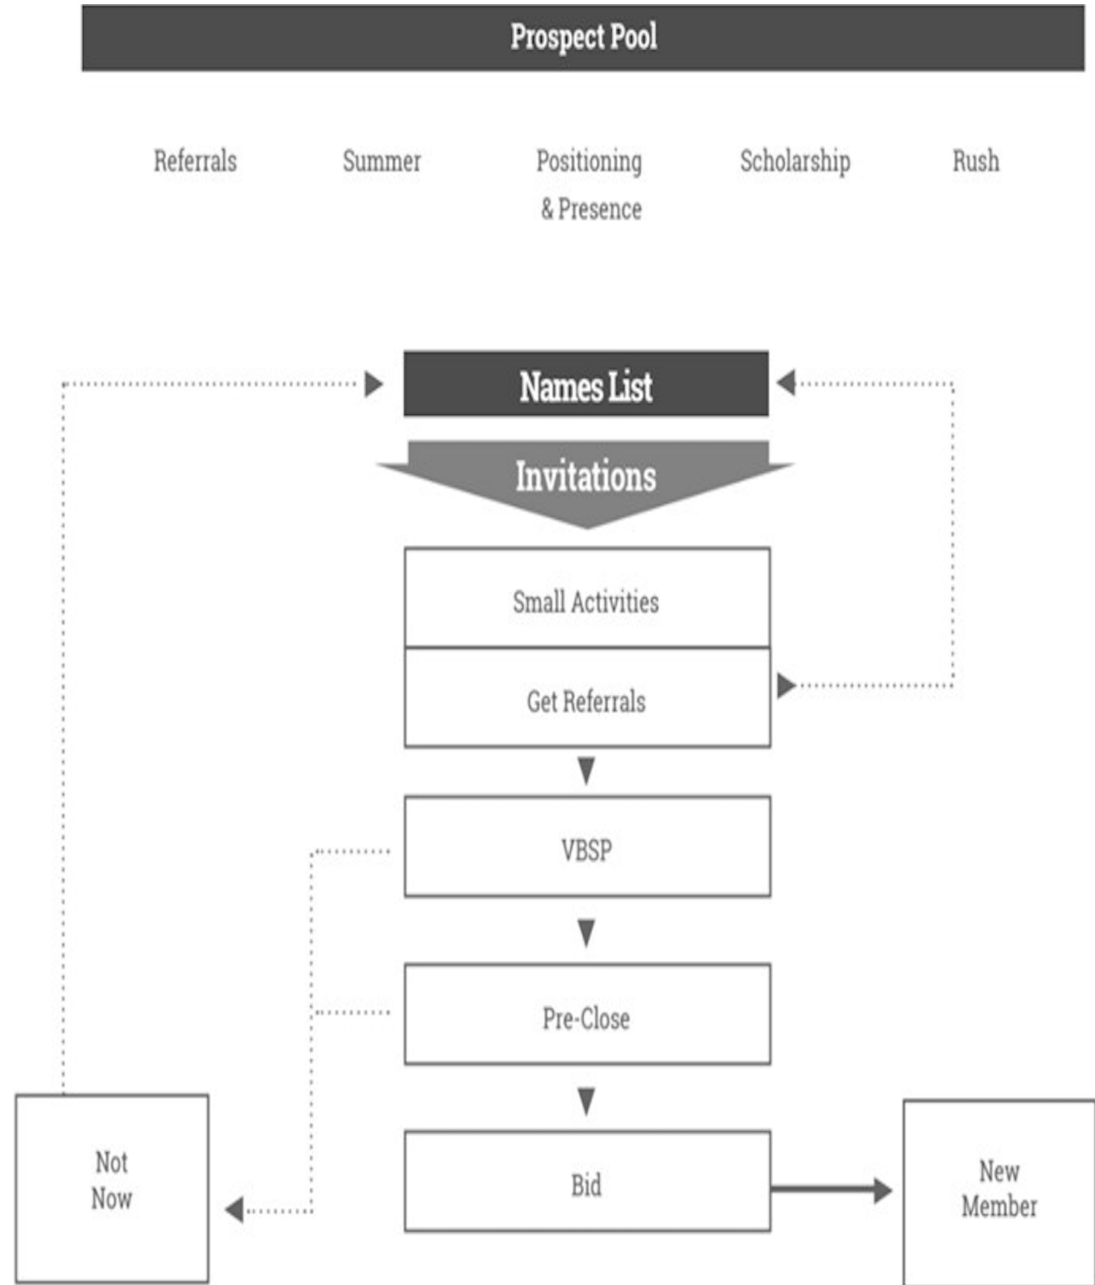 Prospect Pool
Referrals
Summer
Positioning
& Presence
Scholarship
Rush
Names List
Invitations
Small Activities
Get Referrals
VBSP
Pre-Close
Bid
Not
Now
New
Member